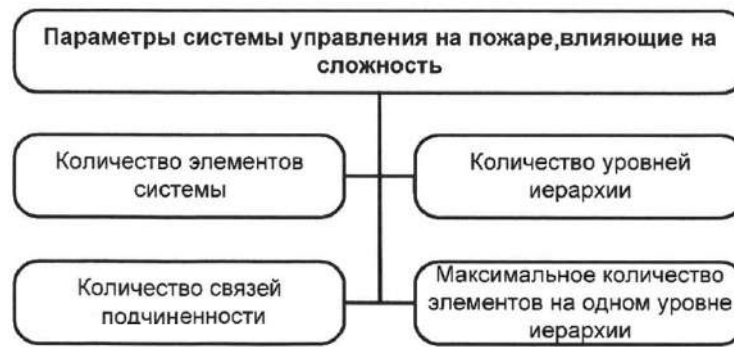 Параметры системы управления на пожаре,влияющие на
сложность
Количество элементов
системы
Количество уровней
иерархии
Количество связей
подчиненности
Максимальное количество
элементов на одном уровне
иерархии